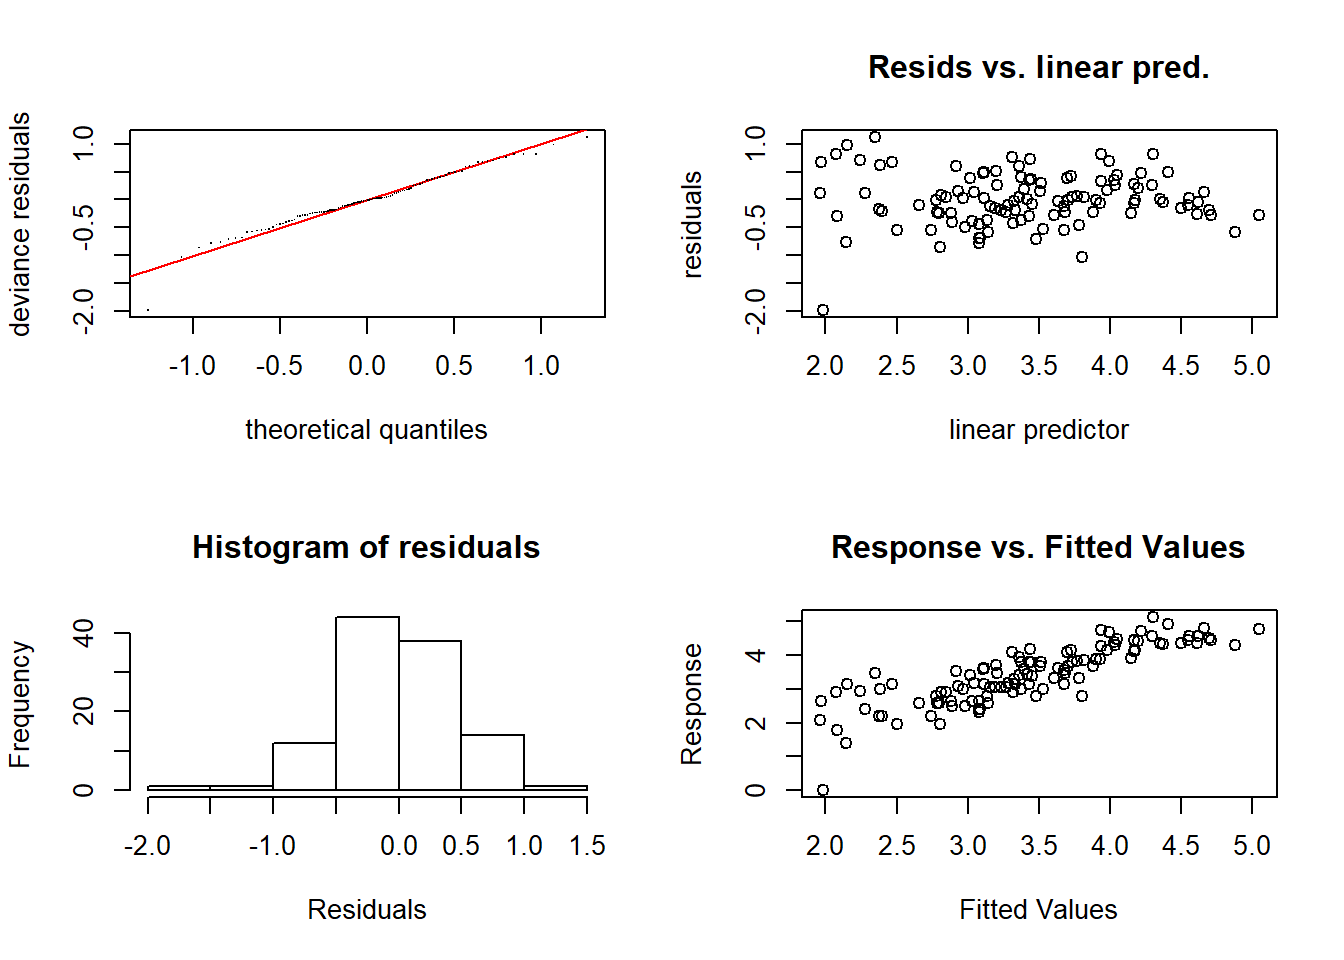 deviance residuals
1.0
-0.5
-2.0
-1.0 -0.5 0.0 0.5 1.0
theoretical quantiles
Resids vs. linear pred.
residuals
1.0
-0.5
-2.0
2.0 2.5 3.0 3.5 4.0 4.5 5.0
linear predictor
Histogram of residuals
Frequency
40
20
0
-2.0 -1.0 0.0 0.5 1.0 1.5
Residuals
Response vs. Fitted Values
Response
4
2
0
2.0 2.5 3.0 3.5 4.0 4.5 5.0
Fitted Values